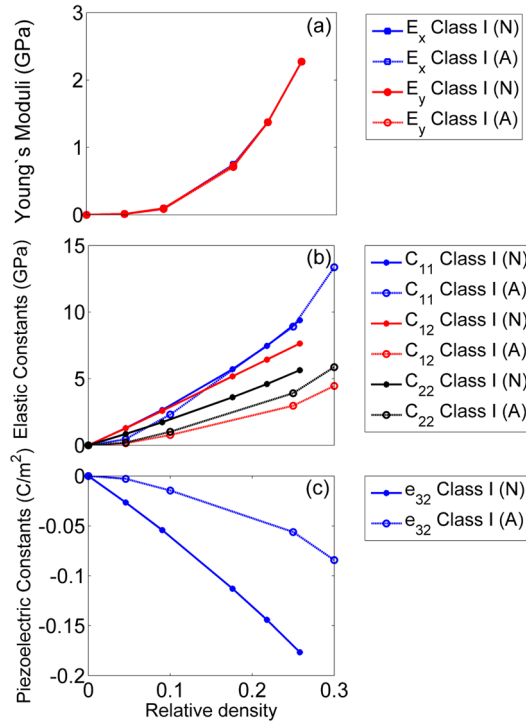 (a)
Young`s Moduli (GPa)
3
2
1
0
E_x Class I (N)
E_x Class I (A)
E_y Class I (N)
E_y Class I (A)
(b)
Elastic Constants (GPa)
15
10
5
0
C_11 Class I (N)
C_11 Class I (A)
C_12 Class I (N)
C_12 Class I (A)
C_22 Class I (N)
C_22 Class I (A)
(c)
Piezoelectric Constants (C/m²)
0
-0.05
-0.1
-0.15
-0.2
e_32 Class I (N)
e_32 Class I (A)
0 0.1 0.2 0.3
Relative density